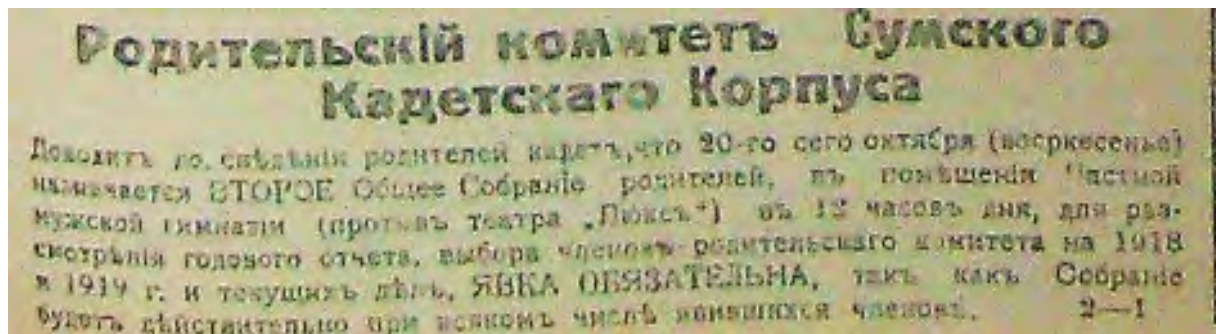 Родительскій комитетъ Сумского
Кадетскаго Корпуса
Доводитъ до свѣдѣнія родителей кадетъ, что 20-го сего октября (восркесенье)
назначается ВТОРОЕ Общее Собраніе родителей, въ помѣщеніи Частной
мужской гимназіи (противъ театра „Люксъ“) въ 12 часовъ дня, для раз-
смотрѣнія годового отчета, выбора членовъ родительскаго комитета на 1918
и 1919 г. и текущихъ дѣлъ, ЯВКА ОБЯЗАТЕЛЬНА, такъ какъ Собраніе
будетъ дѣйствительно при всякомъ числѣ явившихся членовъ. 2—1